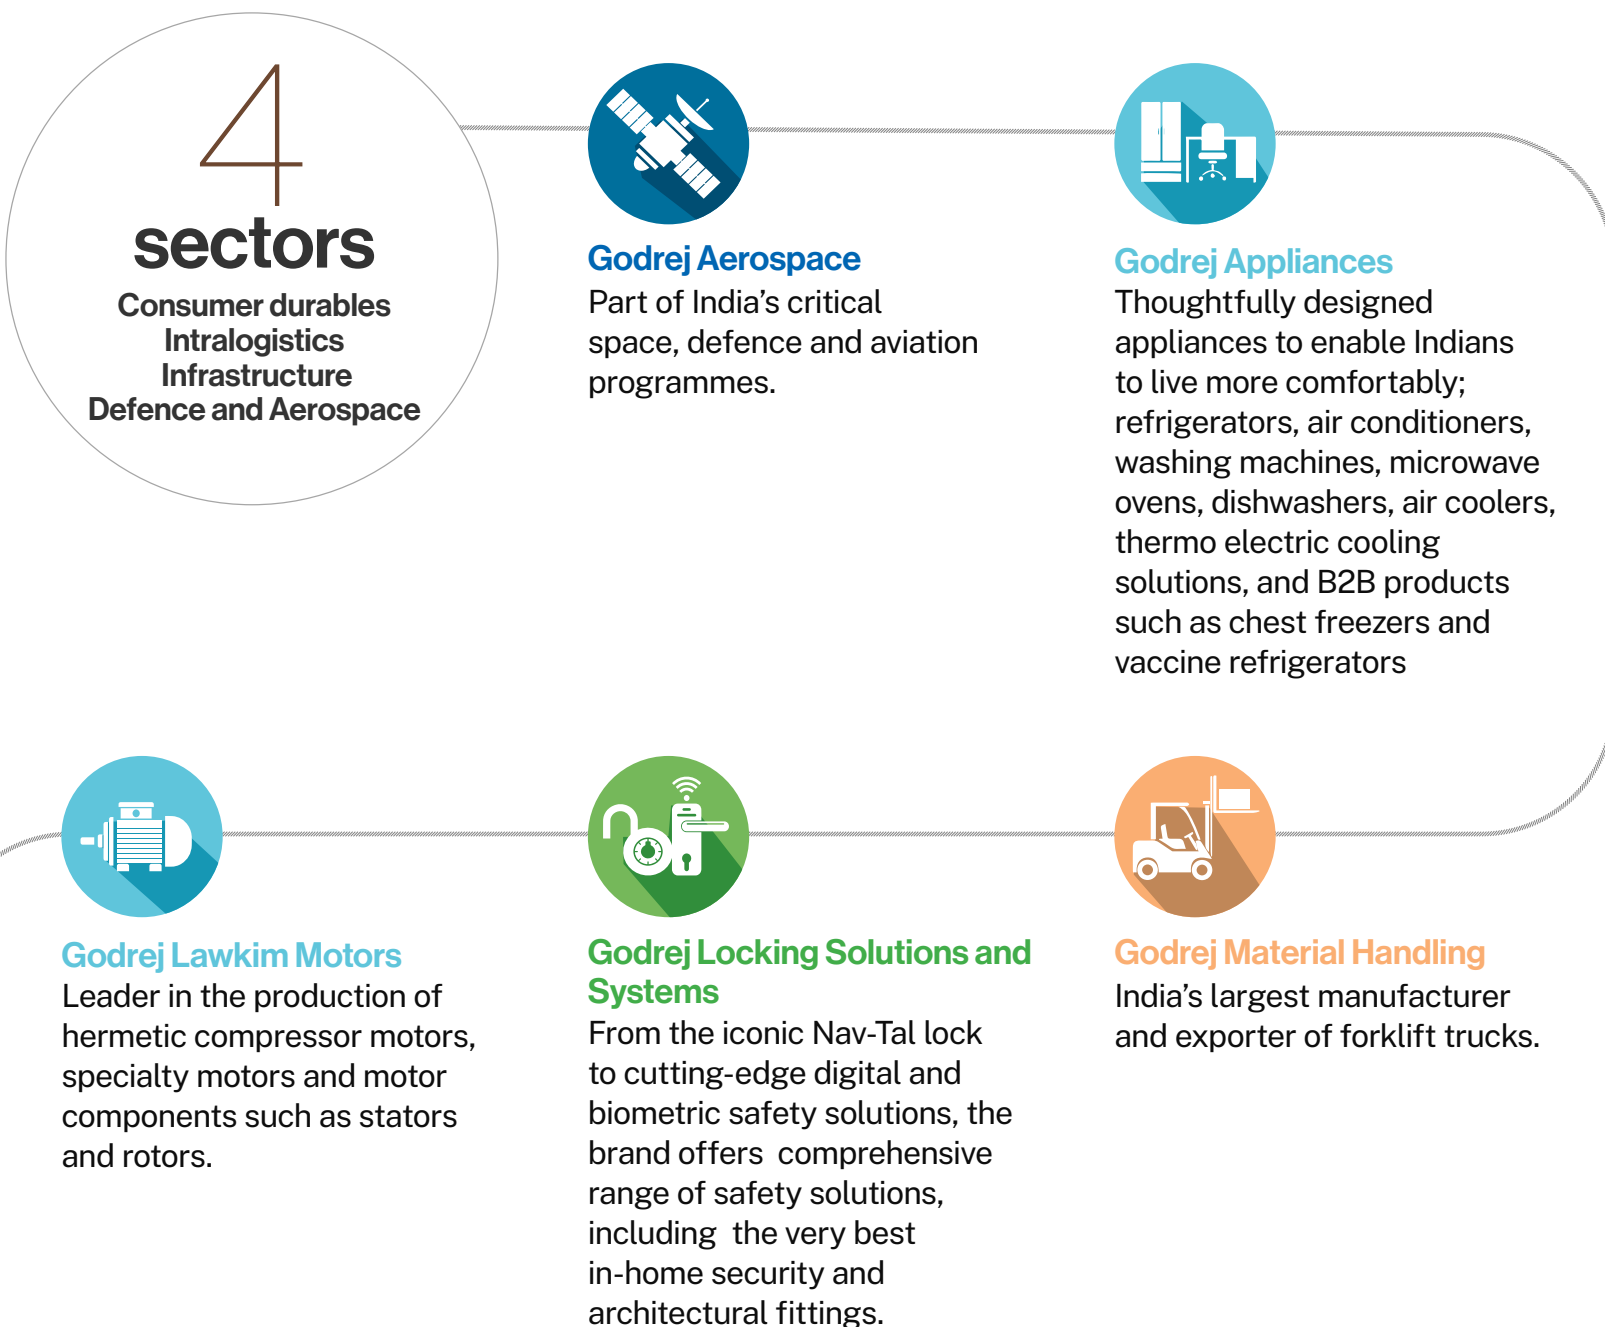 4
sectors
Consumer durables
Intralogistics
Infrastructure
Defence and Aerospace
Godrej Aerospace
Part of India’s critical
space, defence and aviation
programmes.
Godrej Appliances
Thoughtfully designed
appliances to enable Indians
to live more comfortably;
refrigerators, air conditioners,
washing machines, microwave
ovens, dishwashers, air coolers,
thermo electric cooling
solutions, and B2B products
such as chest freezers and
vaccine refrigerators
Godrej Lawkim Motors
Leader in the production of
hermetic compressor motors,
specialty motors and motor
components such as stators
and rotors.
Godrej Locking Solutions and
Systems
From the iconic Nav-Tal lock
to cutting-edge digital and
biometric safety solutions, the
brand offers  comprehensive
range of safety solutions,
including  the very best
in-home security and
architectural fittings.
Godrej Material Handling
India’s largest manufacturer
and exporter of forklift trucks.